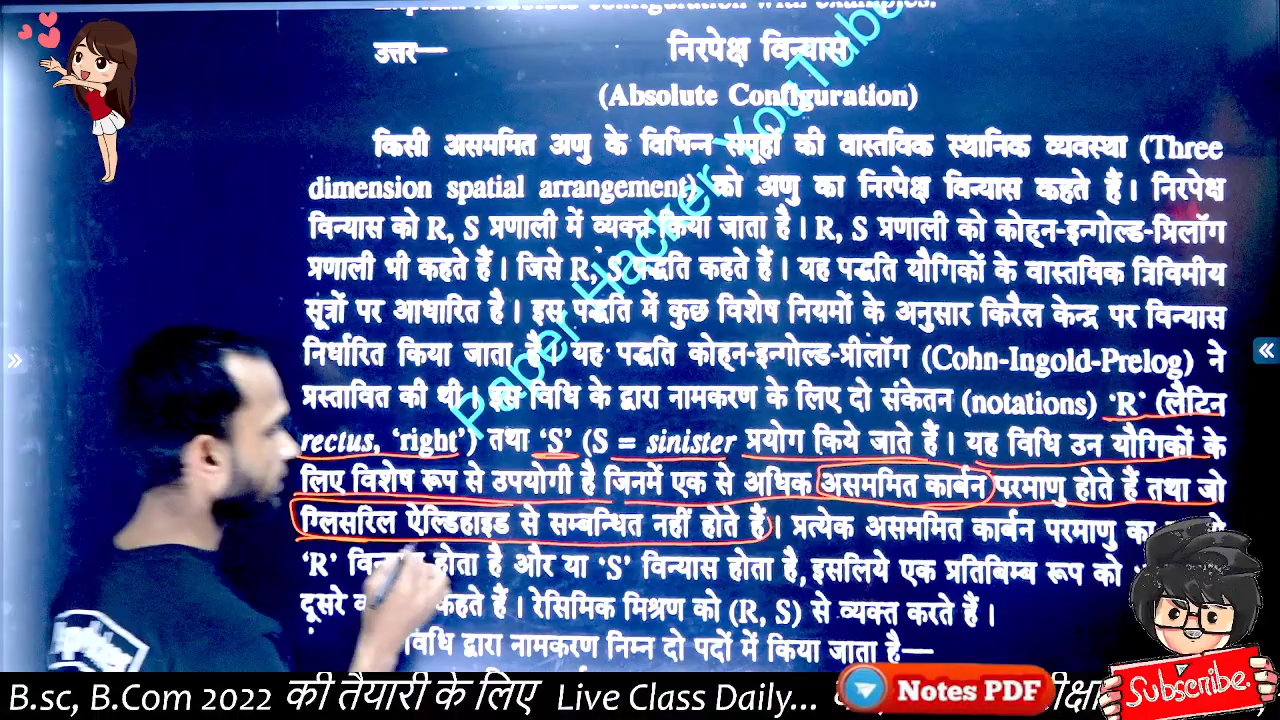 उत्तर—
निरपेक्ष विन्यास
(Absolute Configuration)
किसी असममित अणु के विभिन्न समूहों की वास्तविक स्थानिक व्यवस्था (Three
dimension spatial arrangement) को अणु का निरपेक्ष विन्यास कहते हैं। निरपेक्ष
विन्यास को R, S प्रणाली में व्यक्त किया जाता है। R, S प्रणाली को कोह्न-इन्गोल्ड-प्रिलॉग
प्रणाली भी कहते हैं। जिसे R, S पद्धति कहते हैं। यह पद्धति यौगिकों के वास्तविक त्रिविमीय
सूत्रों पर आधारित है। इस पद्धति में कुछ विशेष नियमों के अनुसार किरैल केन्द्र पर विन्यास
निर्धारित किया जाता है। यह पद्धति कोह्न-इन्गोल्ड-प्रीलॉग (Cohn-Ingold-Prelog) ने
प्रस्तावित की थी। इस विधि के द्वारा नामकरण के लिए दो संकेतन (notations) ‘R’ (लैटिन
rectus, ‘right’) तथा ‘S’ (S = sinister प्रयोग किये जाते हैं। यह विधि उन यौगिकों के
लिए विशेष रूप से उपयोगी है जिनमें एक से अधिक असममित कार्बन परमाणु होते हैं तथा जो
ग्लिसरिल ऐल्डिहाइड से सम्बन्धित नहीं होते हैं। प्रत्येक असममित कार्बन परमाणु का
‘R’ होता है और या ‘S’ विन्यास होता है, इसलिये एक प्रतिबिम्ब रूप को
दूसरे कहते हैं। रेसिमिक मिश्रण को (R, S) से व्यक्त करते हैं।
विधि द्वारा नामकरण निम्न दो पदों में किया जाता है—
Paper Hacker YouTube
B.sc, B.Com 2022 की तैयारी के लिए Live Class Daily...
Notes PDF
Subscribe.